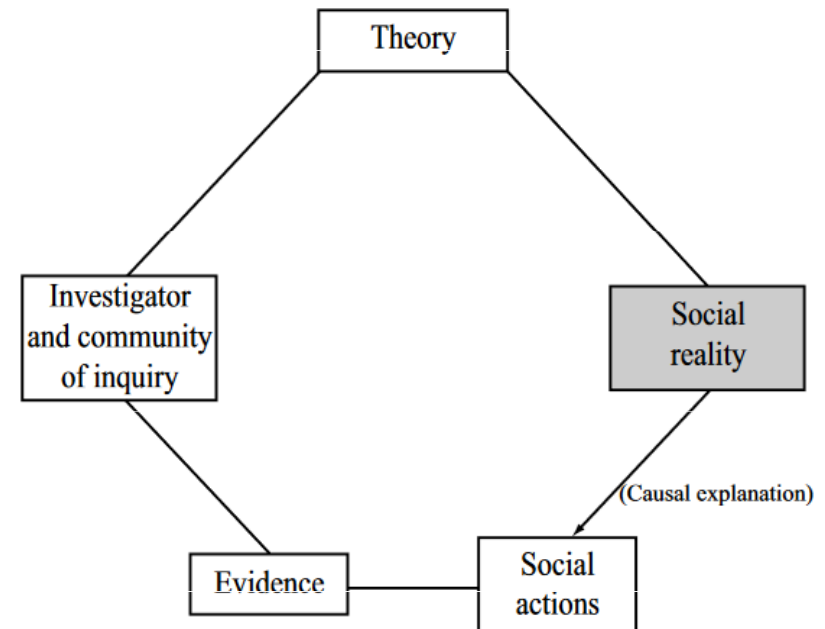 Theory
Investigator
and community
of inquiry
Social
reality
(Causal explanation)
Evidence
Social
actions